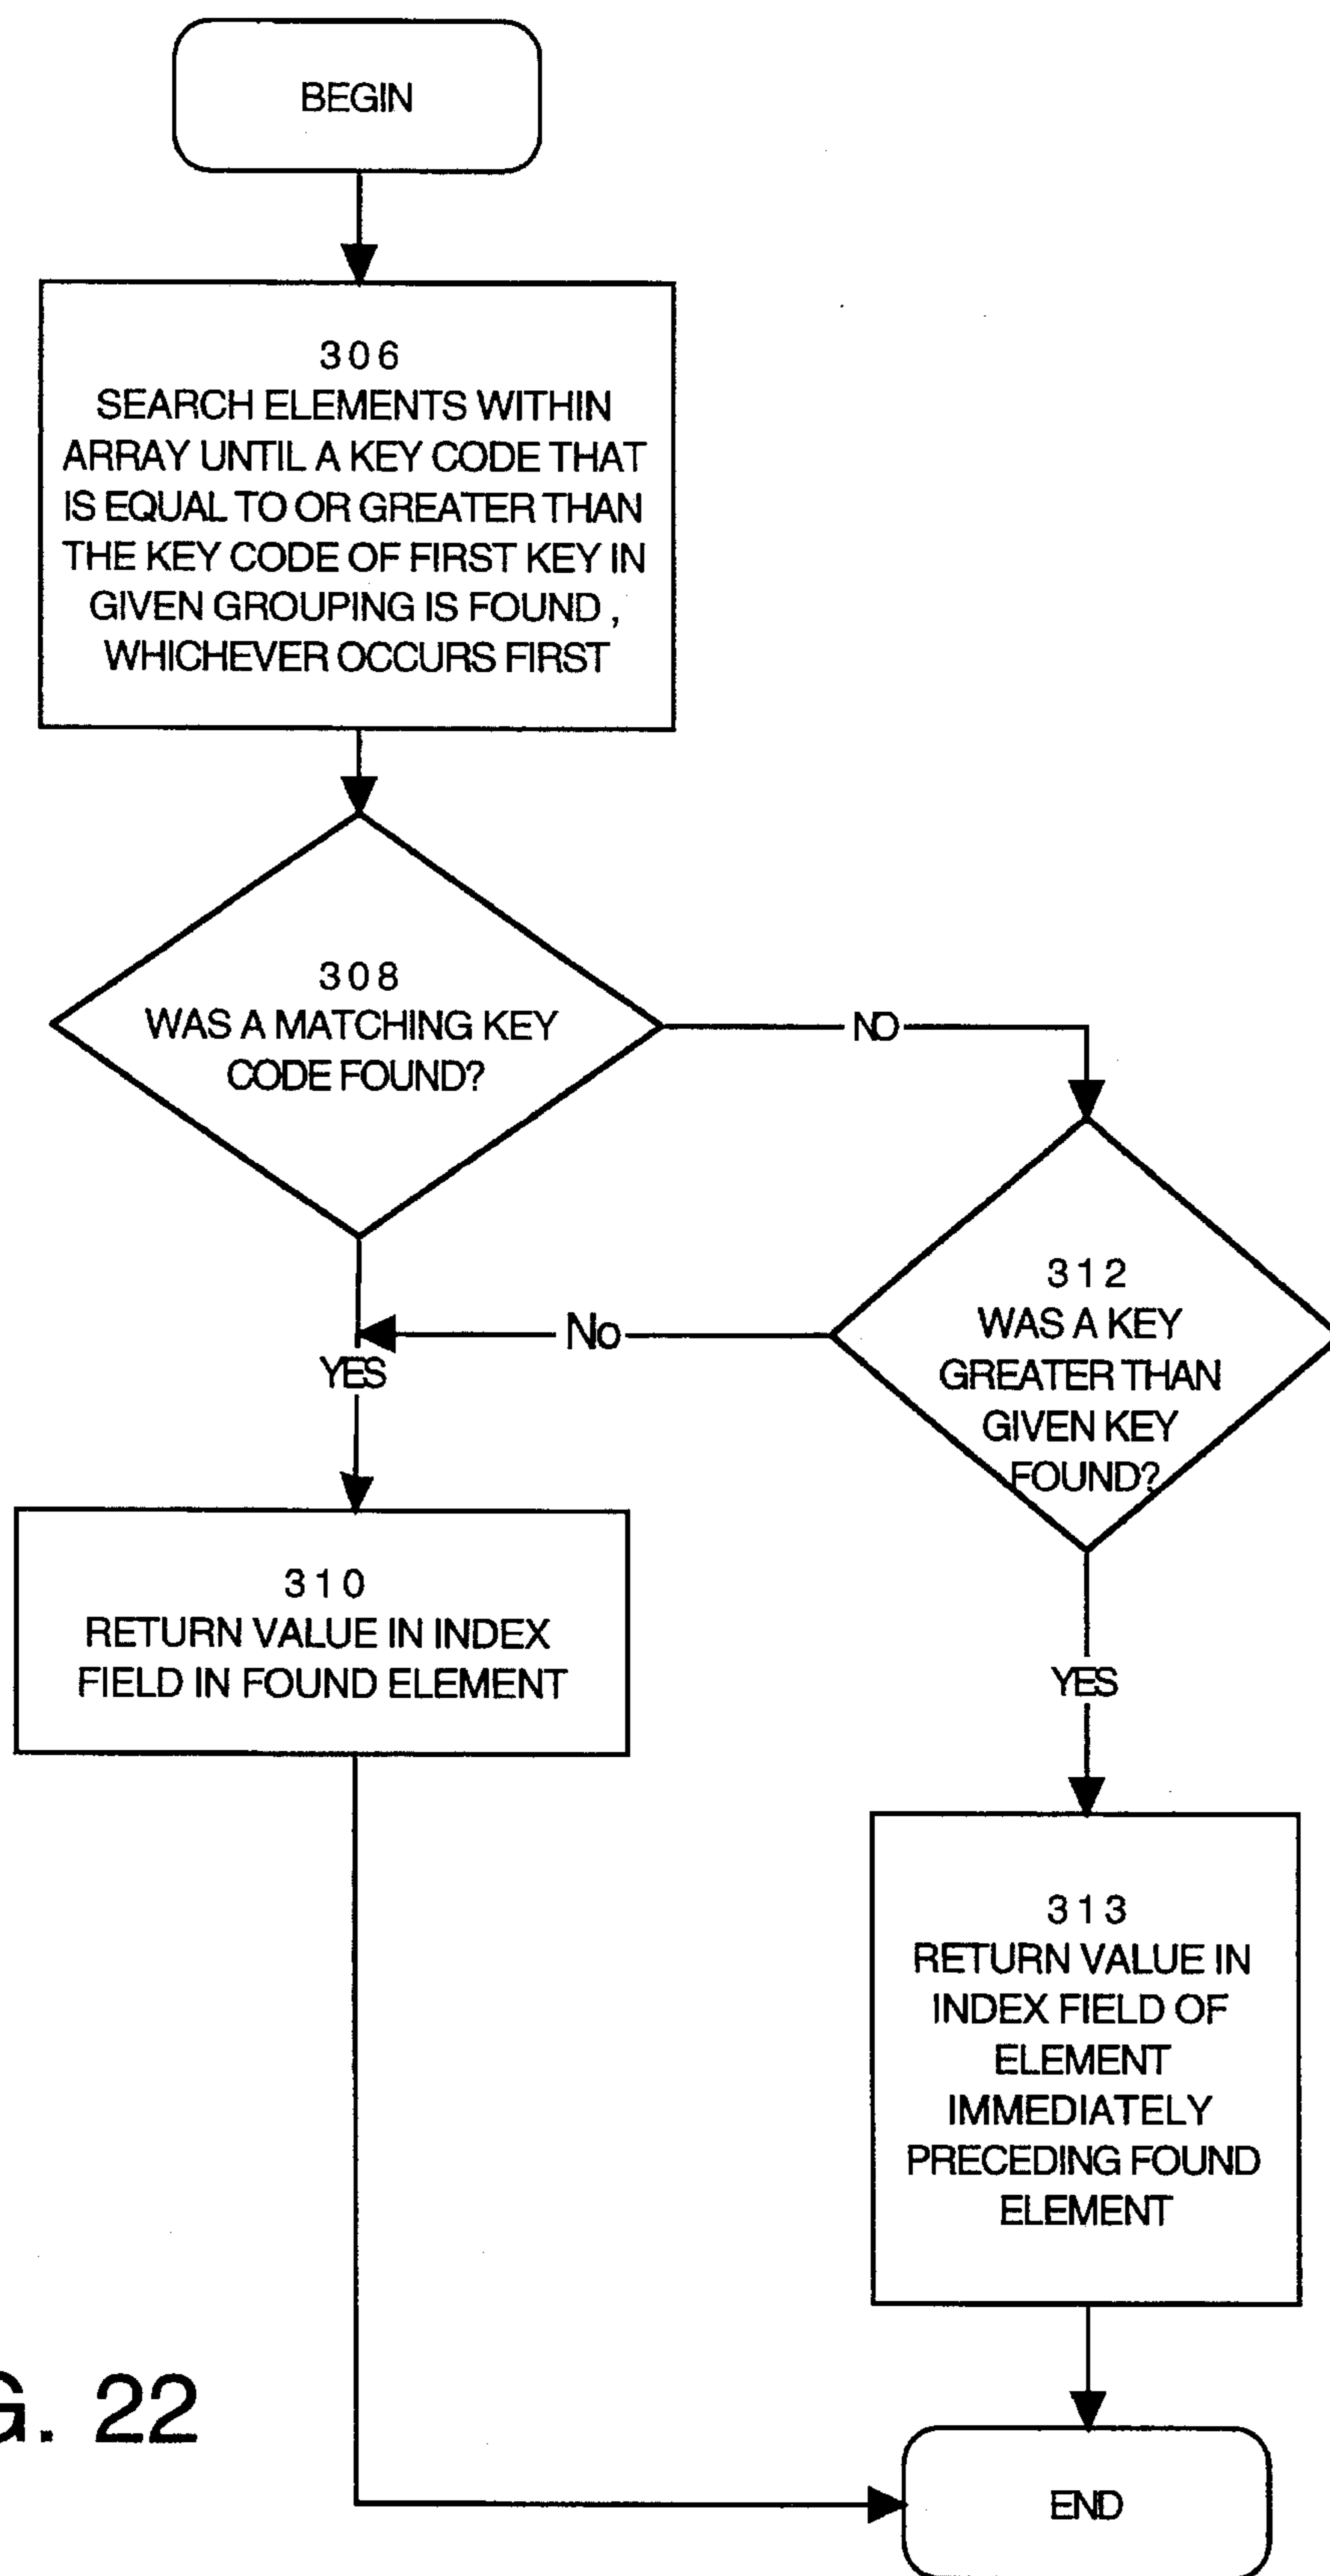 BEGIN
306
SEARCH ELEMENTS WITHIN
ARRAY UNTIL A KEY CODE THAT
IS EQUAL TO OR GREATER THAN
THE KEY CODE OF FIRST KEY IN
GIVEN GROUPING IS FOUND ,
WHICHEVER OCCURS FIRST
308
WAS A MATCHING KEY
CODE FOUND?
NO
312
WAS A KEY
GREATER THAN
GIVEN KEY
FOUND?
No
YES
310
RETURN VALUE IN INDEX
FIELD IN FOUND ELEMENT
YES
313
RETURN VALUE IN
INDEX FIELD OF
ELEMENT
IMMEDIATELY
PRECEDING FOUND
ELEMENT
G. 22
END